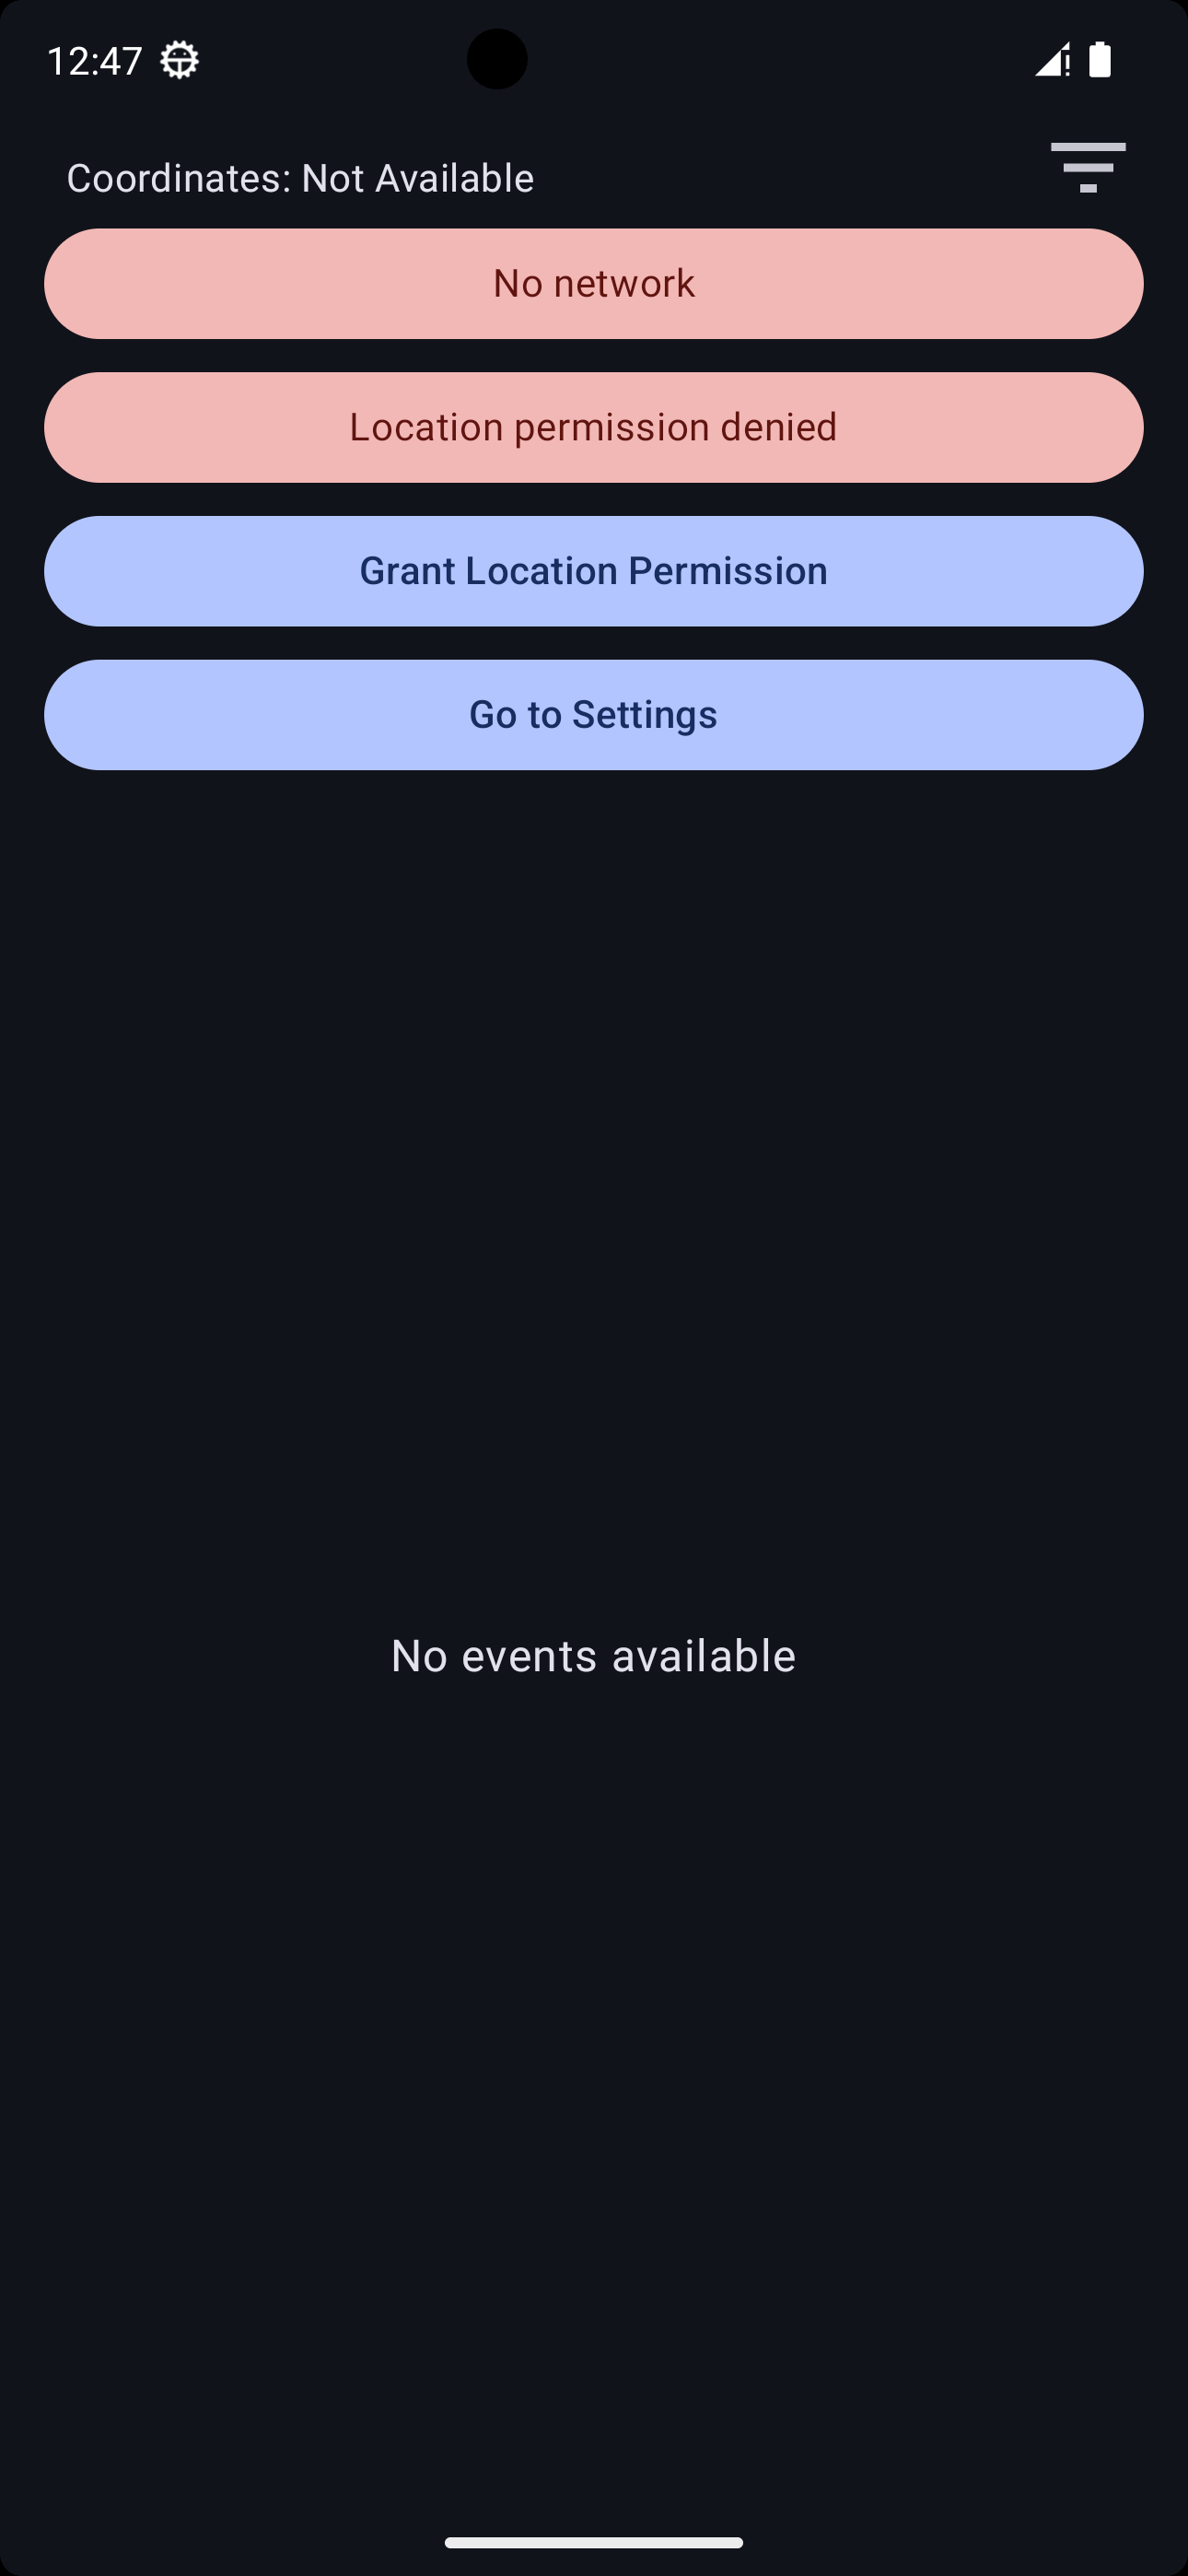 12:47
Coordinates: Not Available
No network
Location permission denied
Grant Location Permission
Go to Settings
No events available